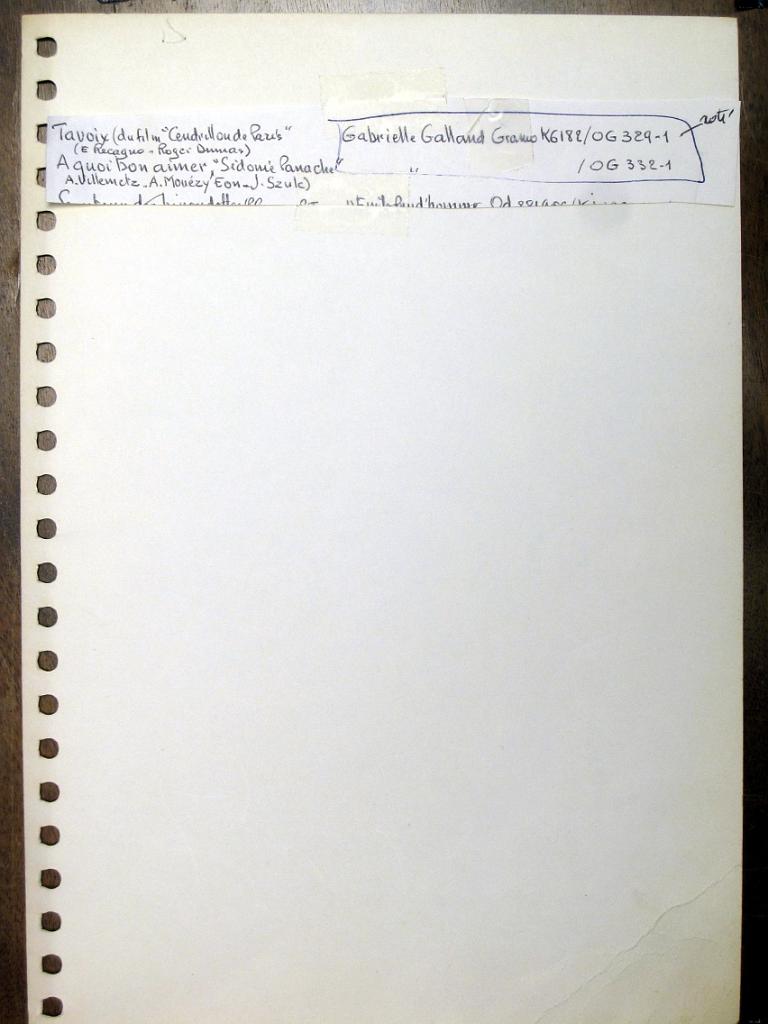 Tavoix (du film "Cendrillon de Paris" Gabrielle Galland Gramo K6182/OG 329-1 noté
(E Recagno - Roger Dumas)
A quoi bon aimer "Sidonie Panache" " /OG 332-1
A. Villemetz - A. Mouézy Eon - J. Szulc)